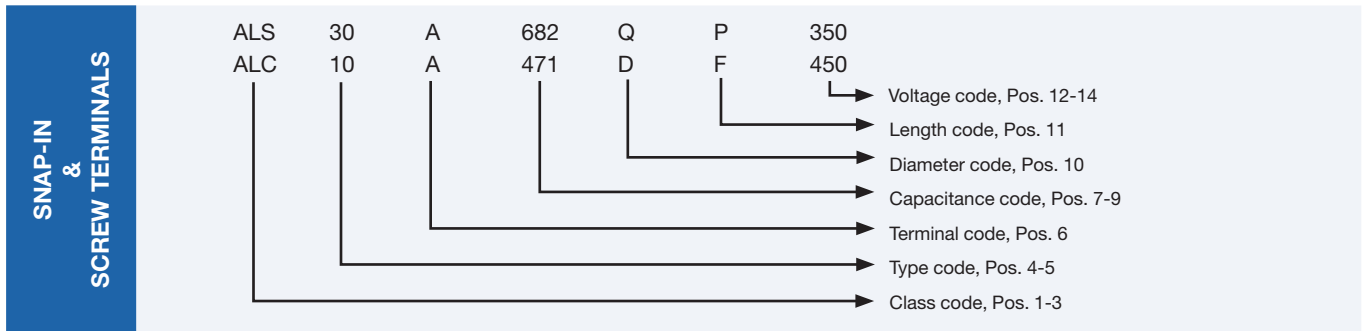 SNAP-IN
&
SCREW TERMINALS
ALS 30 A 682 Q P 350
ALC 10 A 471 D F 450
Voltage code, Pos. 12-14
Length code, Pos. 11
Diameter code, Pos. 10
Capacitance code, Pos. 7-9
Terminal code, Pos. 6
Type code, Pos. 4-5
Class code, Pos. 1-3